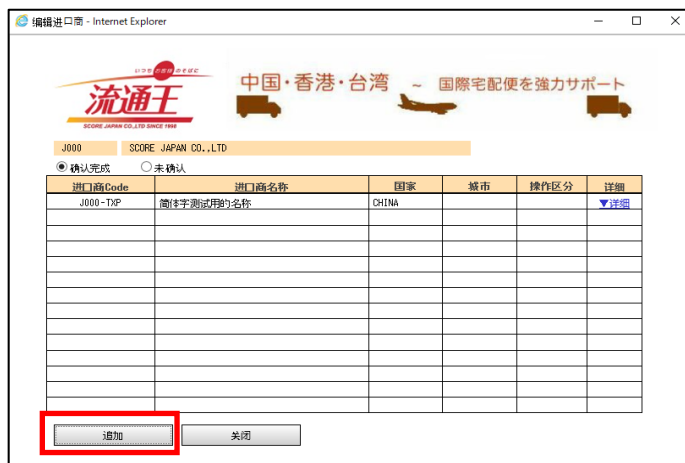 编辑进口商 - Internet Explorer
いつも お客様 のそばに
流通王
SCORE JAPAN CO.,LTD SINCE 1998
中国・香港・台湾 ～ 国際宅配便を強力サポート
J000 SCORE JAPAN CO.,LTD
确认完成 未确认
进口商Code 进口商名称 国家 城市 操作区分 详细
J000-TXP 简体字测试用的名称 CHINA ▼详细
追加 关闭